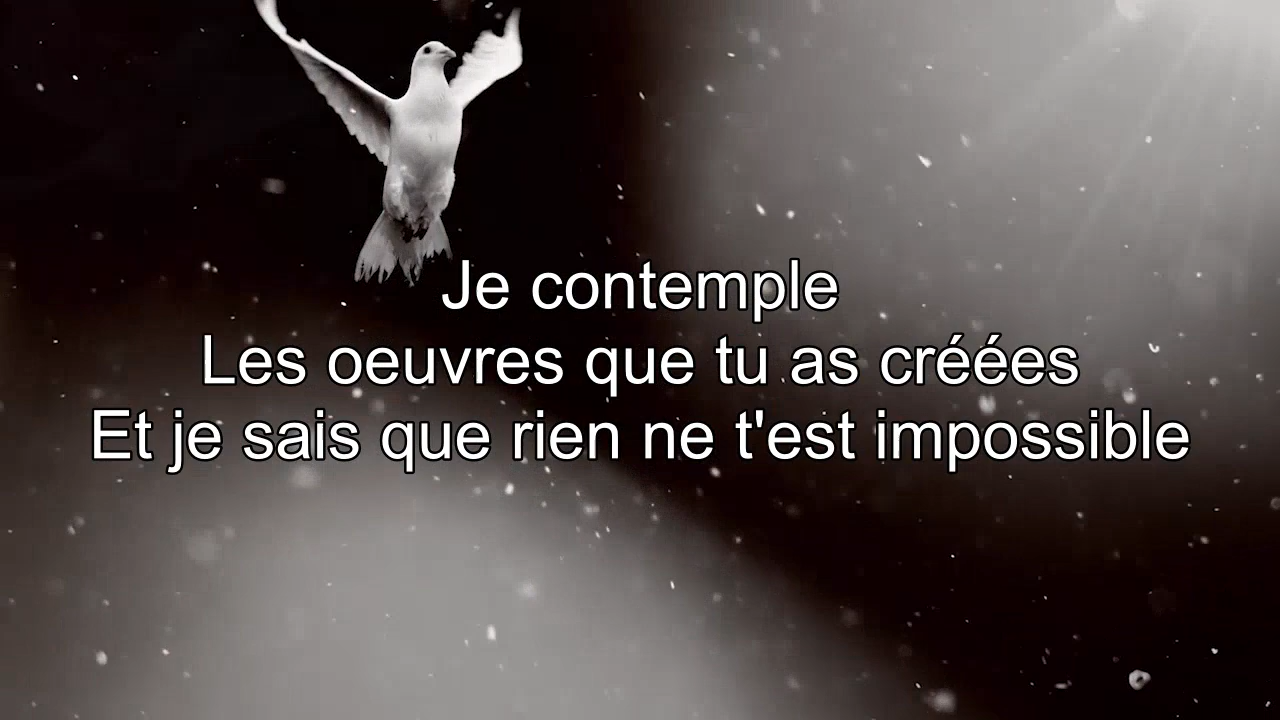 Je contemple
Les oeuvres que tu as créées
Et je sais que rien ne t'est impossible